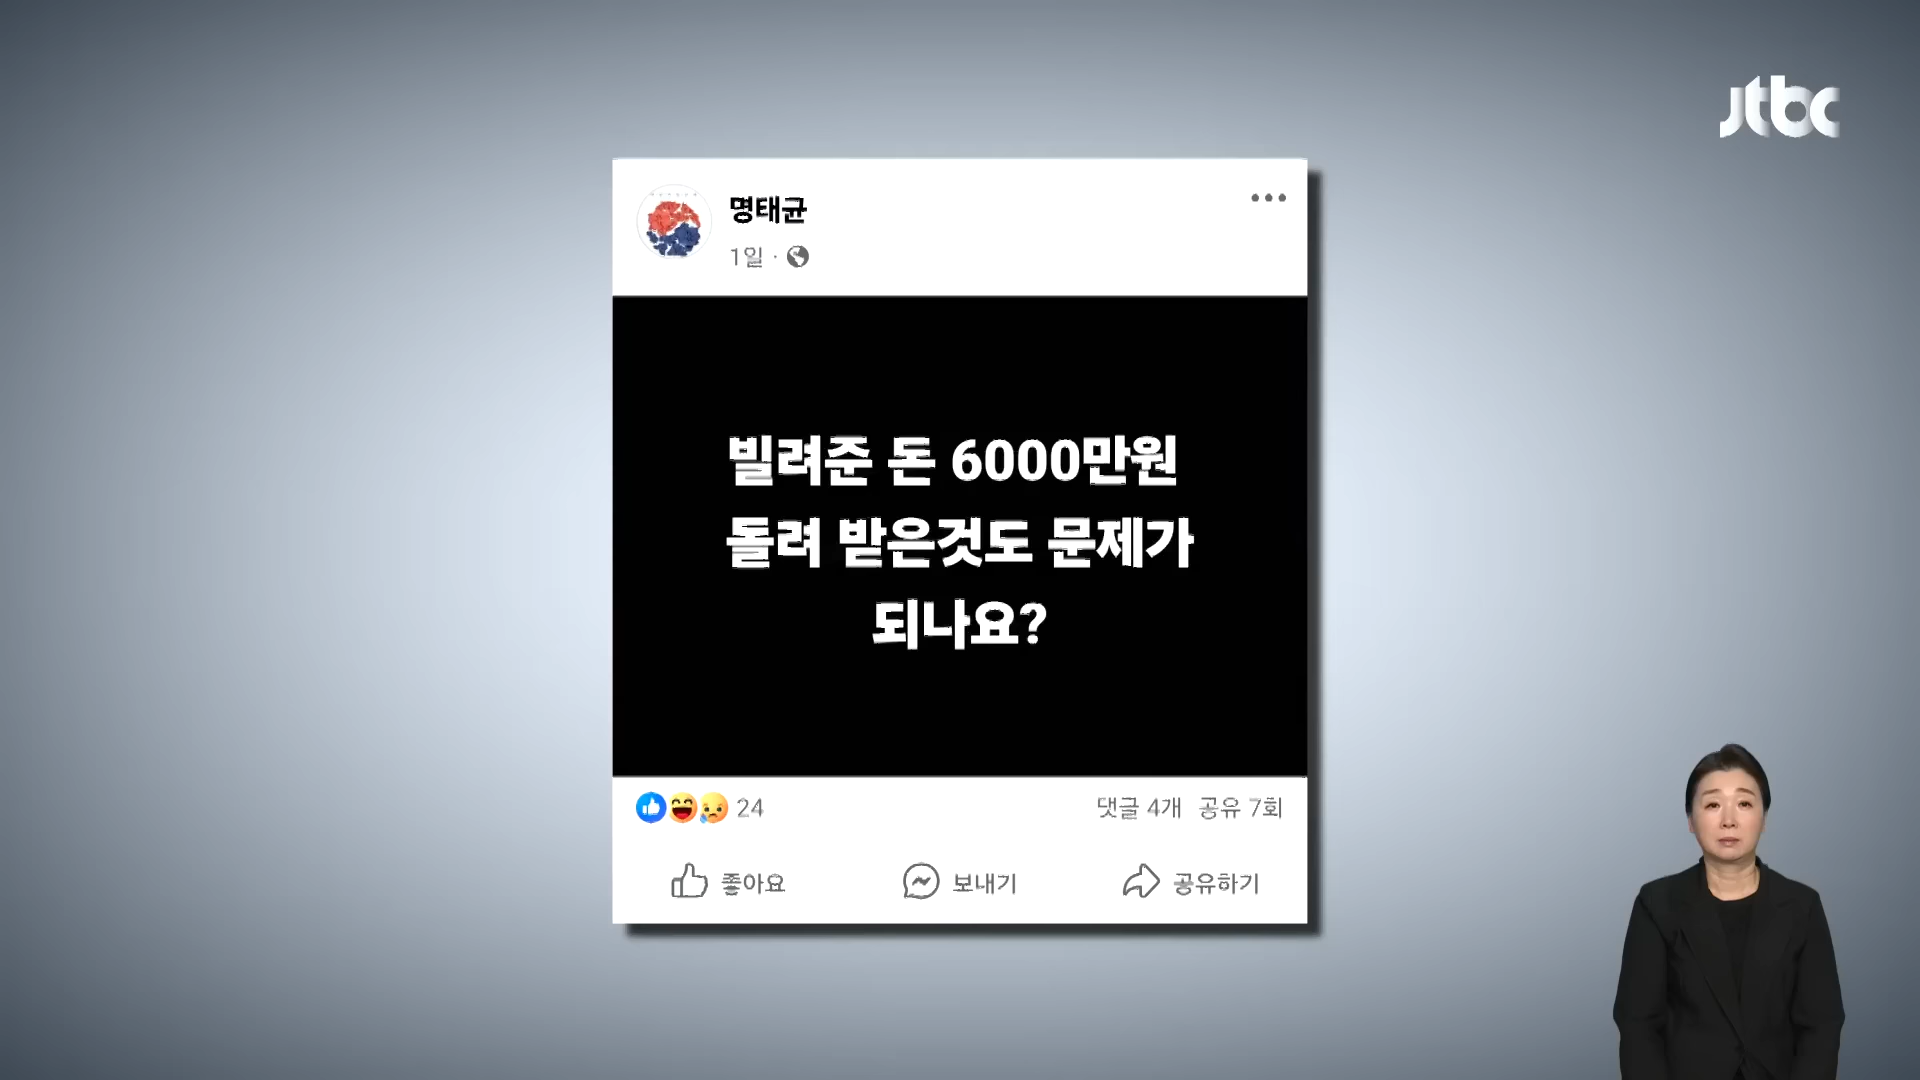 jtbc
명태균
1일 ·
빌려준 돈 6000만원
돌려 받은것도 문제가
되나요?
24
댓글 4개 공유 7회
좋아요
보내기
공유하기